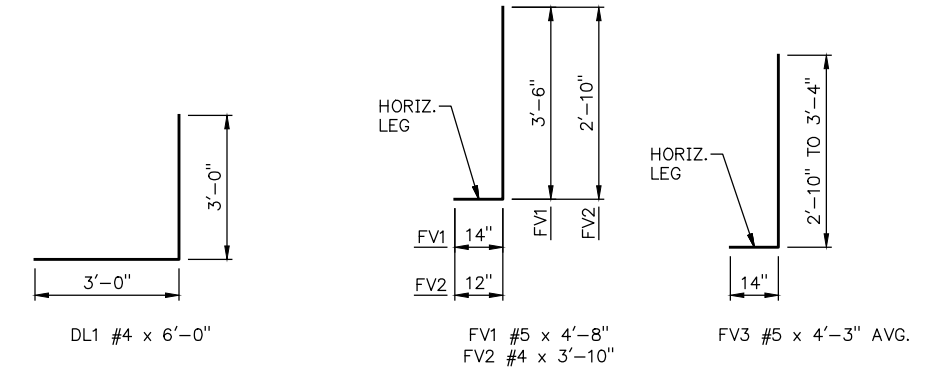 3'-0"
3'-0"
DL1 #4 x 6'-0"
HORIZ.
LEG
3'-6"
2'-10"
FV1
FV2
FV1 14"
FV2 12"
FV1 #5 x 4'-8"
FV2 #4 x 3'-10"
HORIZ.
LEG
2'-10" TO 3'-4"
14"
FV3 #5 x 4'-3" AVG.